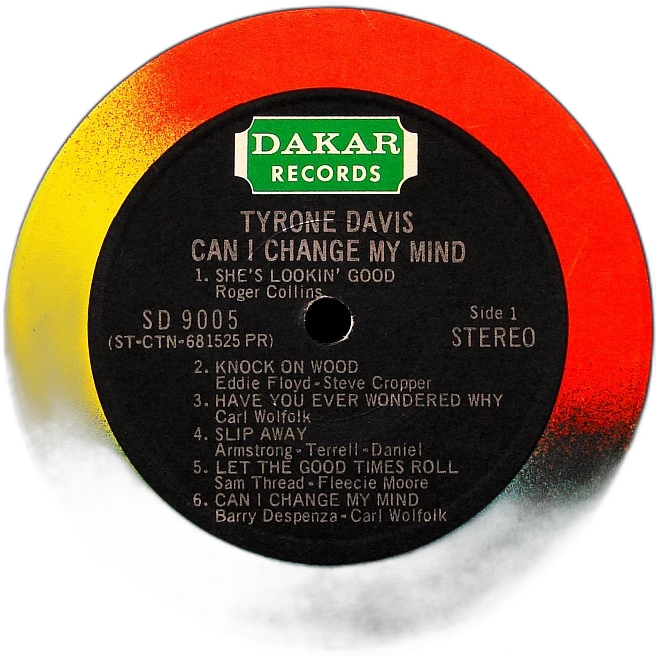 DAKAR
RECORDS
TYRONE DAVIS
CAN I CHANGE MY MIND
1. SHE'S LOOKIN' GOOD
Roger Collins
SD 9005
(ST-CTN-681525 PR)
Side 1
STEREO
2. KNOCK ON WOOD
Eddie Floyd-Steve Cropper
3. HAVE YOU EVER WONDERED WHY
Carl Wolfolk
4. SLIP AWAY
Armstrong-Terrell-Daniel
5. LET THE GOOD TIMES ROLL
Sam Thread-Fleecie Moore
6. CAN I CHANGE MY MIND
Barry Despenza-Carl Wolfolk